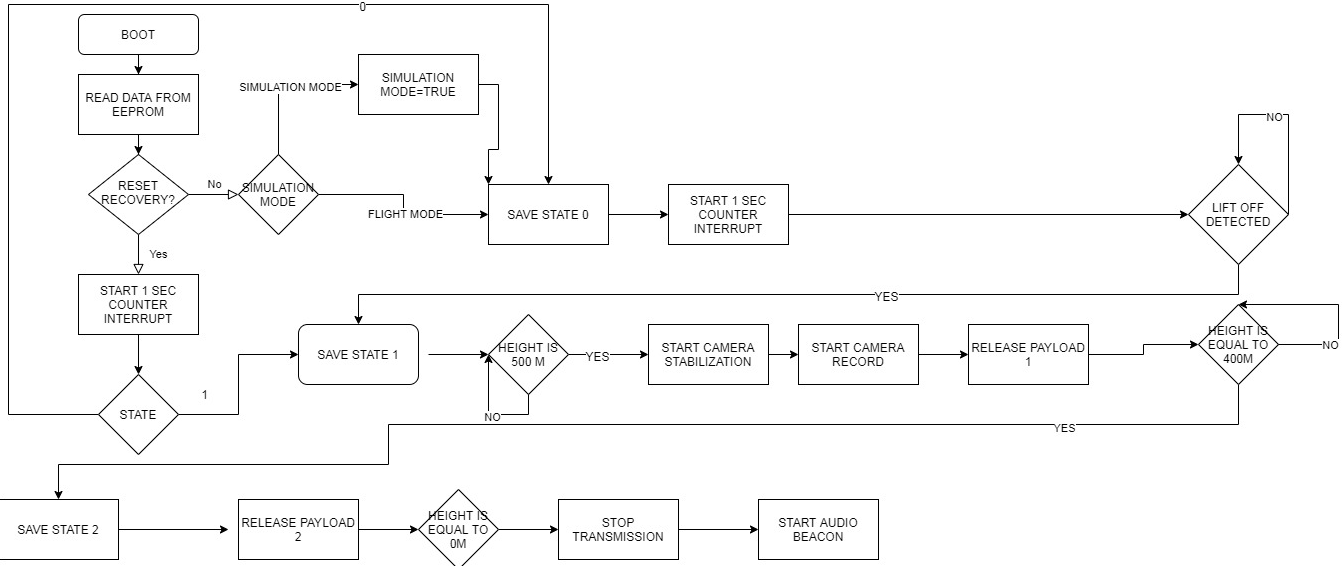 0
BOOT
READ DATA FROM
EEPROM
SIMULATION MODE
SIMULATION
MODE=TRUE
NO
RESET
RECOVERY?
No
SIMULATION
MODE
FLIGHT MODE
SAVE STATE 0
START 1 SEC
COUNTER
INTERRUPT
LIFT OFF
DETECTED
Yes
START 1 SEC
COUNTER
INTERRUPT
YES
SAVE STATE 1
HEIGHT IS
500 M
YES
START CAMERA
STABILIZATION
START CAMERA
RECORD
RELEASE PAYLOAD
1
HEIGHT IS
EQUAL TO
400M
NO
1
STATE
NO
YES
SAVE STATE 2
RELEASE PAYLOAD
2
HEIGHT IS
EQUAL TO
0M
STOP
TRANSMISSION
START AUDIO
BEACON